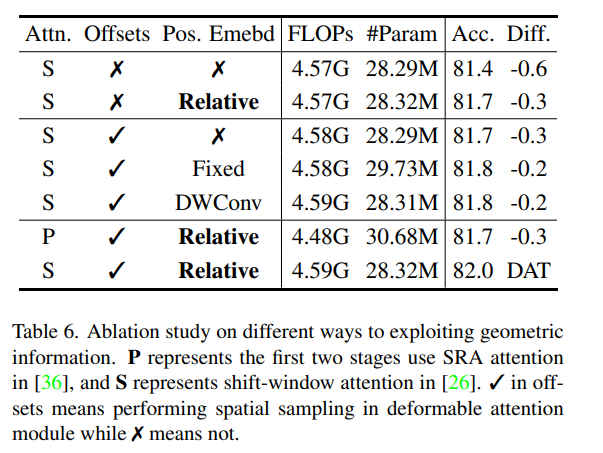 Attn. Offsets Pos. Emebd FLOPs #Param Acc. Diff.
S ✗ ✗ 4.57G 28.29M 81.4 -0.6
S ✗ Relative 4.57G 28.32M 81.7 -0.3
S ✓ ✗ 4.58G 28.29M 81.7 -0.3
S ✓ Fixed 4.58G 29.73M 81.8 -0.2
S ✓ DWConv 4.59G 28.31M 81.8 -0.2
P ✓ Relative 4.48G 30.68M 81.7 -0.3
S ✓ Relative 4.59G 28.32M 82.0 DAT
Table 6. Ablation study on different ways to exploiting geometric
information. P represents the first two stages use SRA attention
in [36], and S represents shift-window attention in [26]. ✓ in off-
sets means performing spatial sampling in deformable attention
module while ✗ means not.